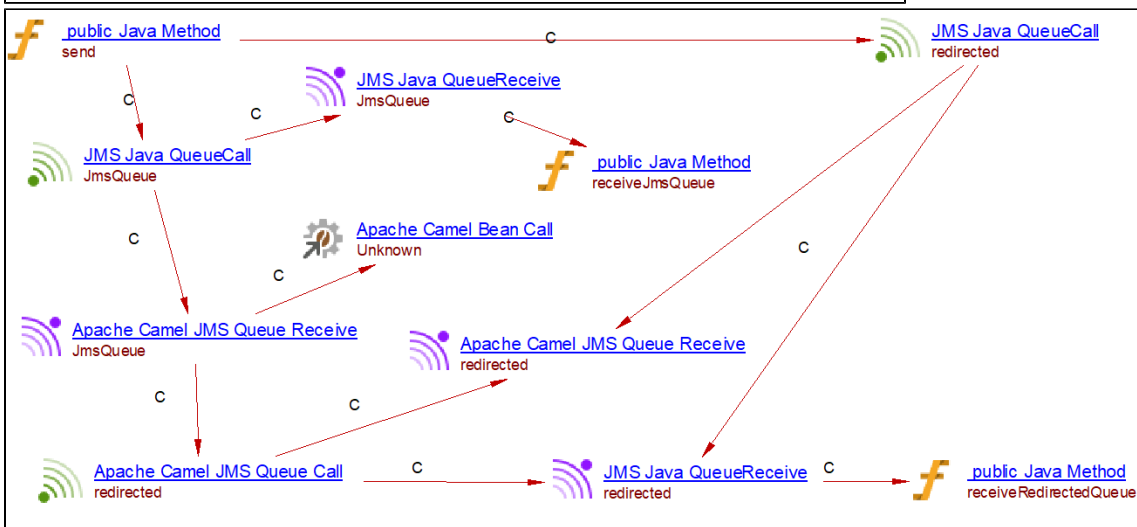 public Java Method
send
C
JMS Java QueueCall
redirected
JMS Java QueueReceive
JmsQueue
C
C
C
JMS Java QueueCall
JmsQueue
public Java Method
receiveJmsQueue
Apache Camel Bean Call
Unknown
C
C
C
Apache Camel JMS Queue Receive
JmsQueue
Apache Camel JMS Queue Receive
redirected
C
C
Apache Camel JMS Queue Call
redirected
C
JMS Java QueueReceive
redirected
C
public Java Method
receiveRedirectedQueue